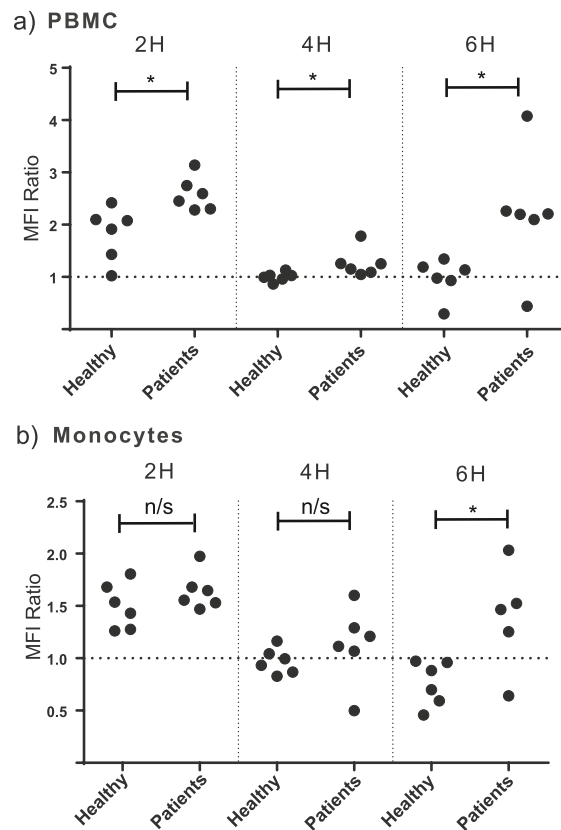 a) PBMC
2H 4H 6H
* * *
5
4
3
2
1
MFI Ratio
Healthy Patients Healthy Patients Healthy Patients
b) Monocytes
2H 4H 6H
n/s n/s *
2.5
2.0
1.5
1.0
0.5
MFI Ratio
Healthy Patients Healthy Patients Healthy Patients